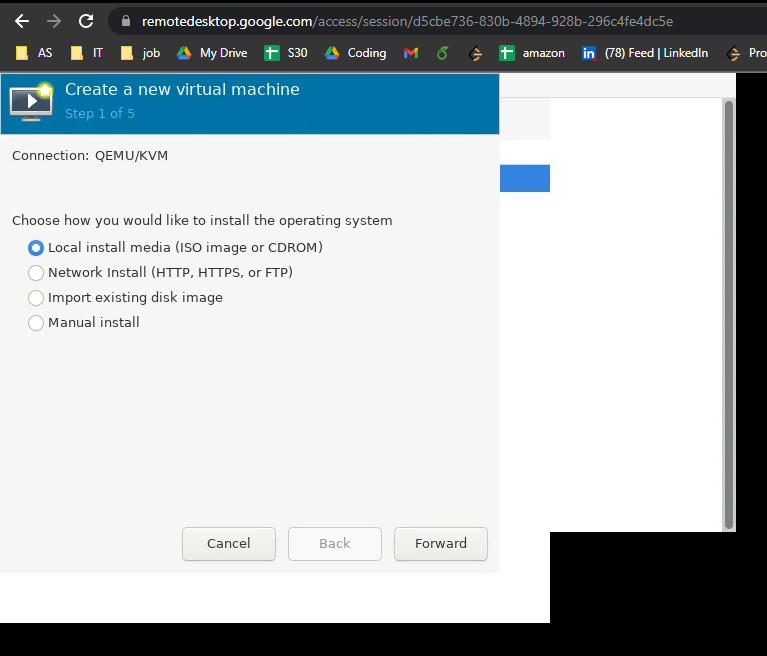 remotedesktop.google.com/access/session/d5cbe736-830b-4894-928b-296c4fe4dc5e
AS IT job My Drive S30 Coding amazon in (78) Feed | LinkedIn Pro
Create a new virtual machine
Step 1 of 5
Connection: QEMU/KVM
Choose how you would like to install the operating system
Local install media (ISO image or CDROM)
Network Install (HTTP, HTTPS, or FTP)
Import existing disk image
Manual install
Cancel Back Forward